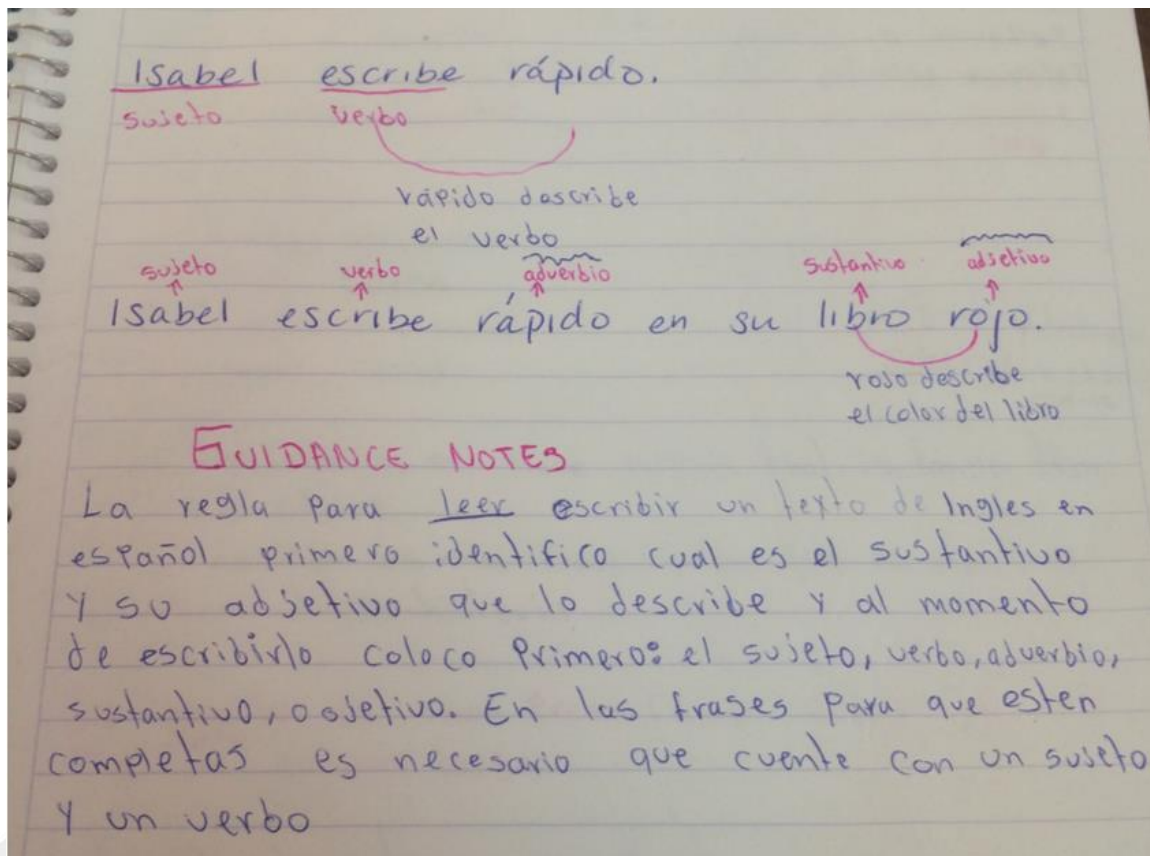 Isabel escribe rápido.
sujeto verbo
rápido describe
el verbo
sujeto verbo adverbio sustantivo adjetivo
Isabel escribe rápido en su libro rojo.
rojo describe
el color del libro
GUIDANCE NOTES
La regla para leer escribir un texto de Ingles en
español primero identifico cual es el sustantivo
y su adjetivo que lo describe y al momento
de escribirlo coloco primero: el sujeto, verbo, adverbio,
sustantivo, o adjetivo. En las frases para que esten
completas es necesario que cuente con un sujeto
y un verbo